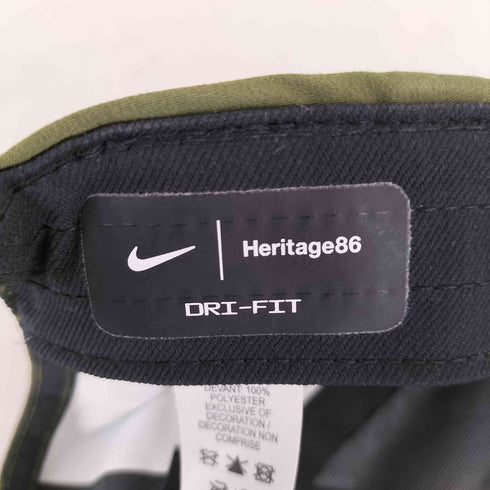 Heritage86
DRI-FIT
DEVANT: 100%
POLYESTER
EXCLUSIVE OF
DECORATION /
DECORATION NON
COMPRISE